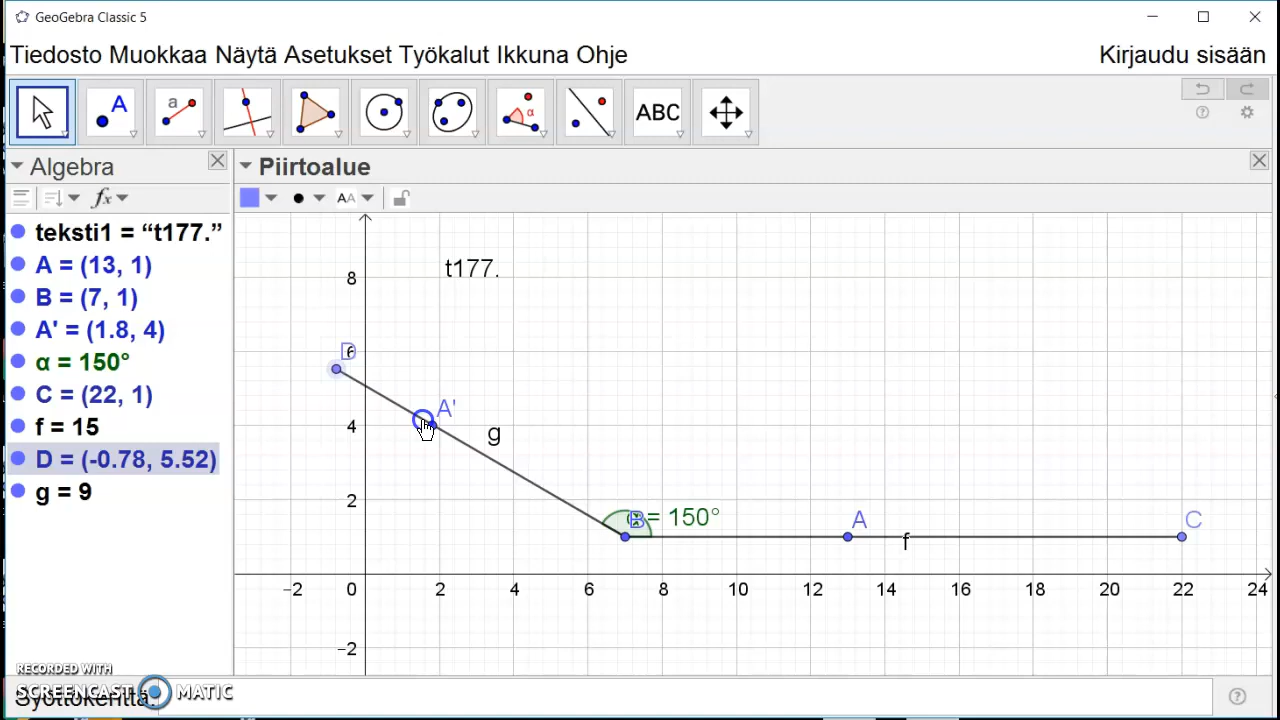 GeoGebra Classic 5
Tiedosto Muokkaa Näytä Asetukset Työkalut Ikkuna Ohje Kirjaudu sisään
A a α ABC
Algebra
Piirtoalue
fx AA
teksti1 = “t177.”
A = (13, 1)
B = (7, 1)
A' = (1.8, 4)
α = 150°
C = (22, 1)
f = 15
D = (-0.78, 5.52)
g = 9
t177.
8
D
6
A'
4
g
2
B
α = 150°
A
f
C
−2 0 2 4 6 8 10 12 14 16 18 20 22 24
−2
RECORDED WITH
SCREENCAST MATIC
Syöttökenttä: